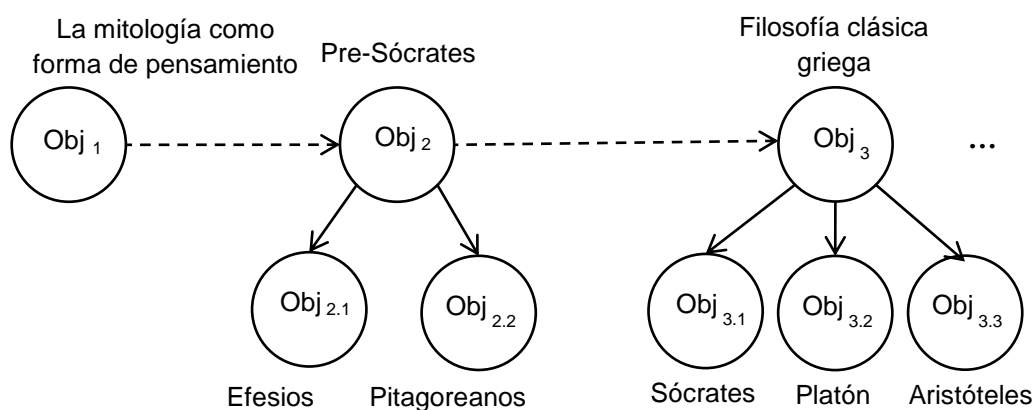 La mitología como
forma de pensamiento
Pre-Sócrates
Filosofía clásica
griega
Obj 1
Obj 2
Obj 3
...
Obj 2.1
Obj 2.2
Obj 3.1
Obj 3.2
Obj 3.3
Efesios
Pitagoreanos
Sócrates
Platón
Aristóteles